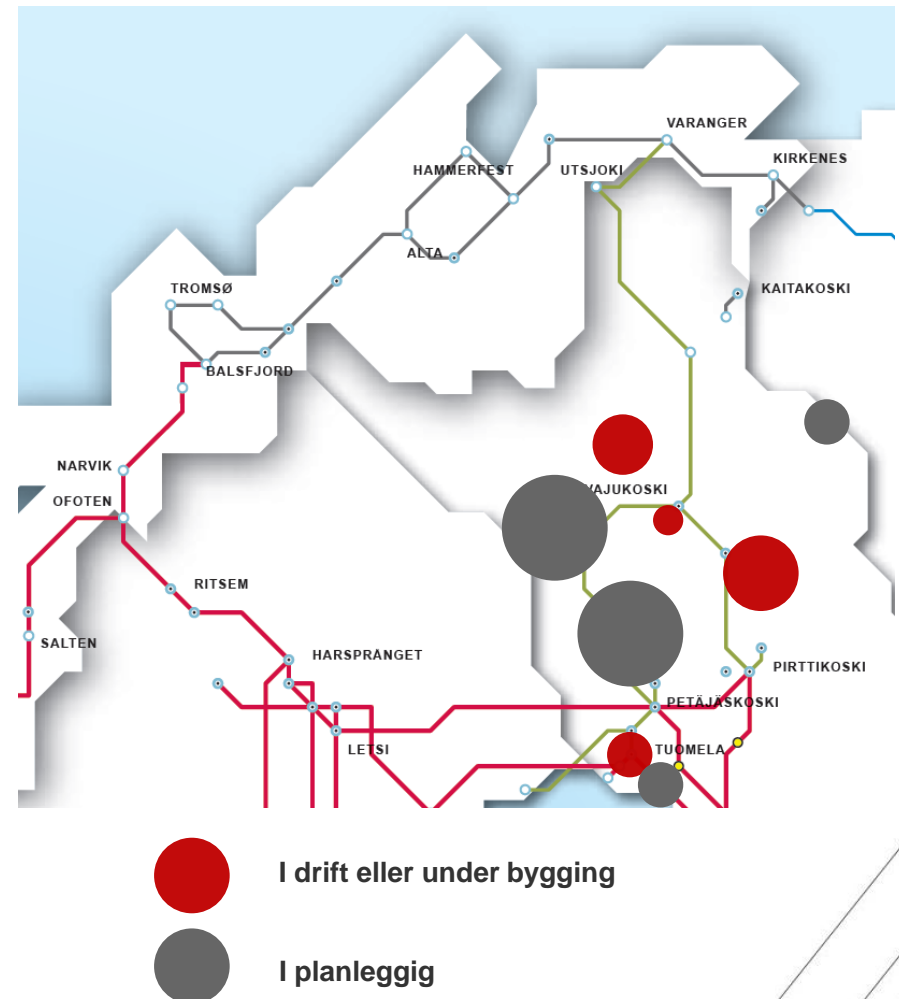 VARANGER
KIRKENES
HAMMERFEST
UTSJOKI
ALTA
TROMSØ
KAITAKOSKI
BALSFJORD
NARVIK
VAJUKOSKI
OFOTEN
RITSEM
SALTEN
HARSPRÅNGET
PIRTTIKOSKI
PETÄJÄSKOSKI
LETSI
TUOMELA
I drift eller under bygging
I planleggig